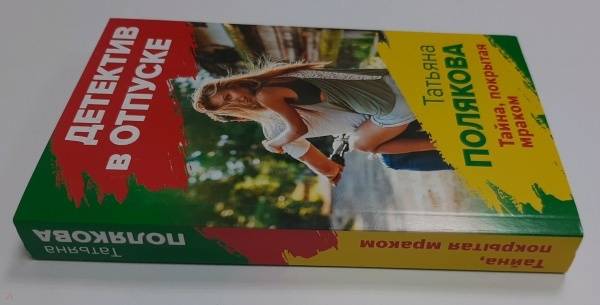 ДЕТЕКТИВ
В ОТПУСКЕ
Татьяна
ПОЛЯКОВА
Тайна, покрытая
мраком
Татьяна
ПОЛЯКОВА
Тайна,
покрытая мраком